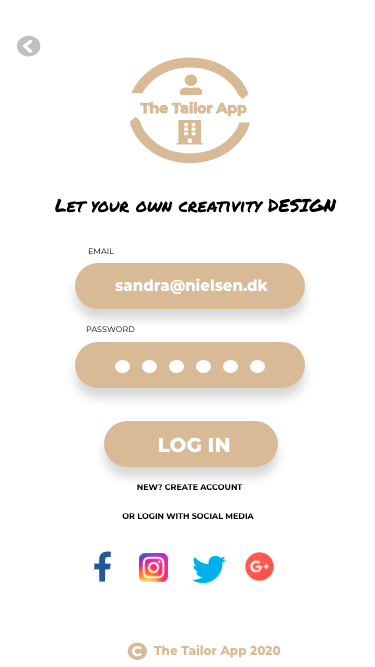 The Tailor App
Let your own creativity DESIGN
EMAIL
sandra@nielsen.dk
PASSWORD
LOG IN
NEW? CREATE ACCOUNT
OR LOGIN WITH SOCIAL MEDIA
f
G+
© The Tailor App 2020